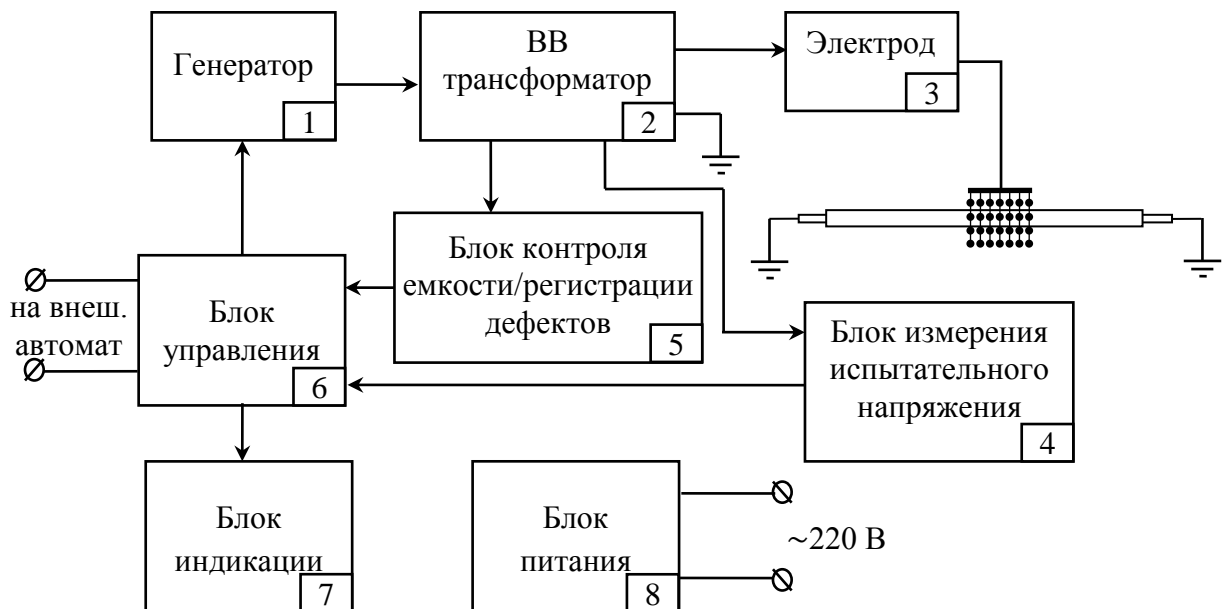 Генератор
1
ВВ
трансформатор
2
Электрод
3
Блок контроля
емкости/регистрации
дефектов
5
на внеш.
автомат
Блок
управления
6
Блок измерения
испытательного
напряжения
4
Блок
индикации
7
Блок
питания
8
~220 В